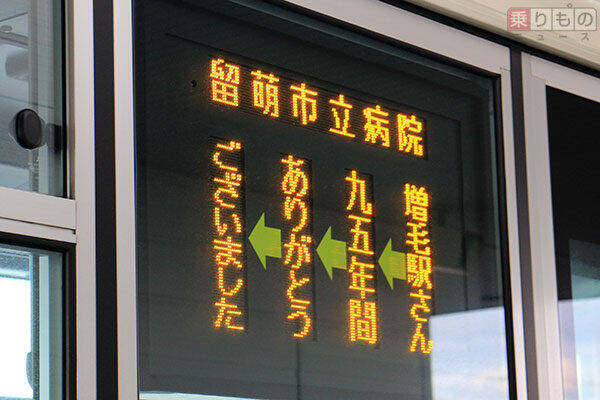 乗りもの
ニュース
留萌市立病院
増毛駅さん
九五年間
ありがとう
ございました